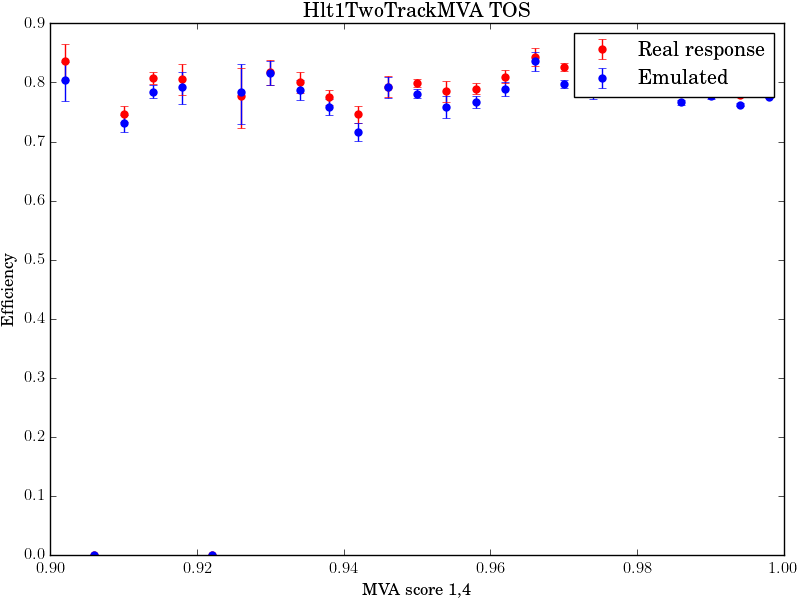 Hlt1TwoTrackMVA TOS
Real response
Emulated
Efficiency
0.9
0.8
0.7
0.6
0.5
0.4
0.3
0.2
0.1
0.0
0.90 0.92 0.94 0.96 0.98 1.00
MVA score 1,4